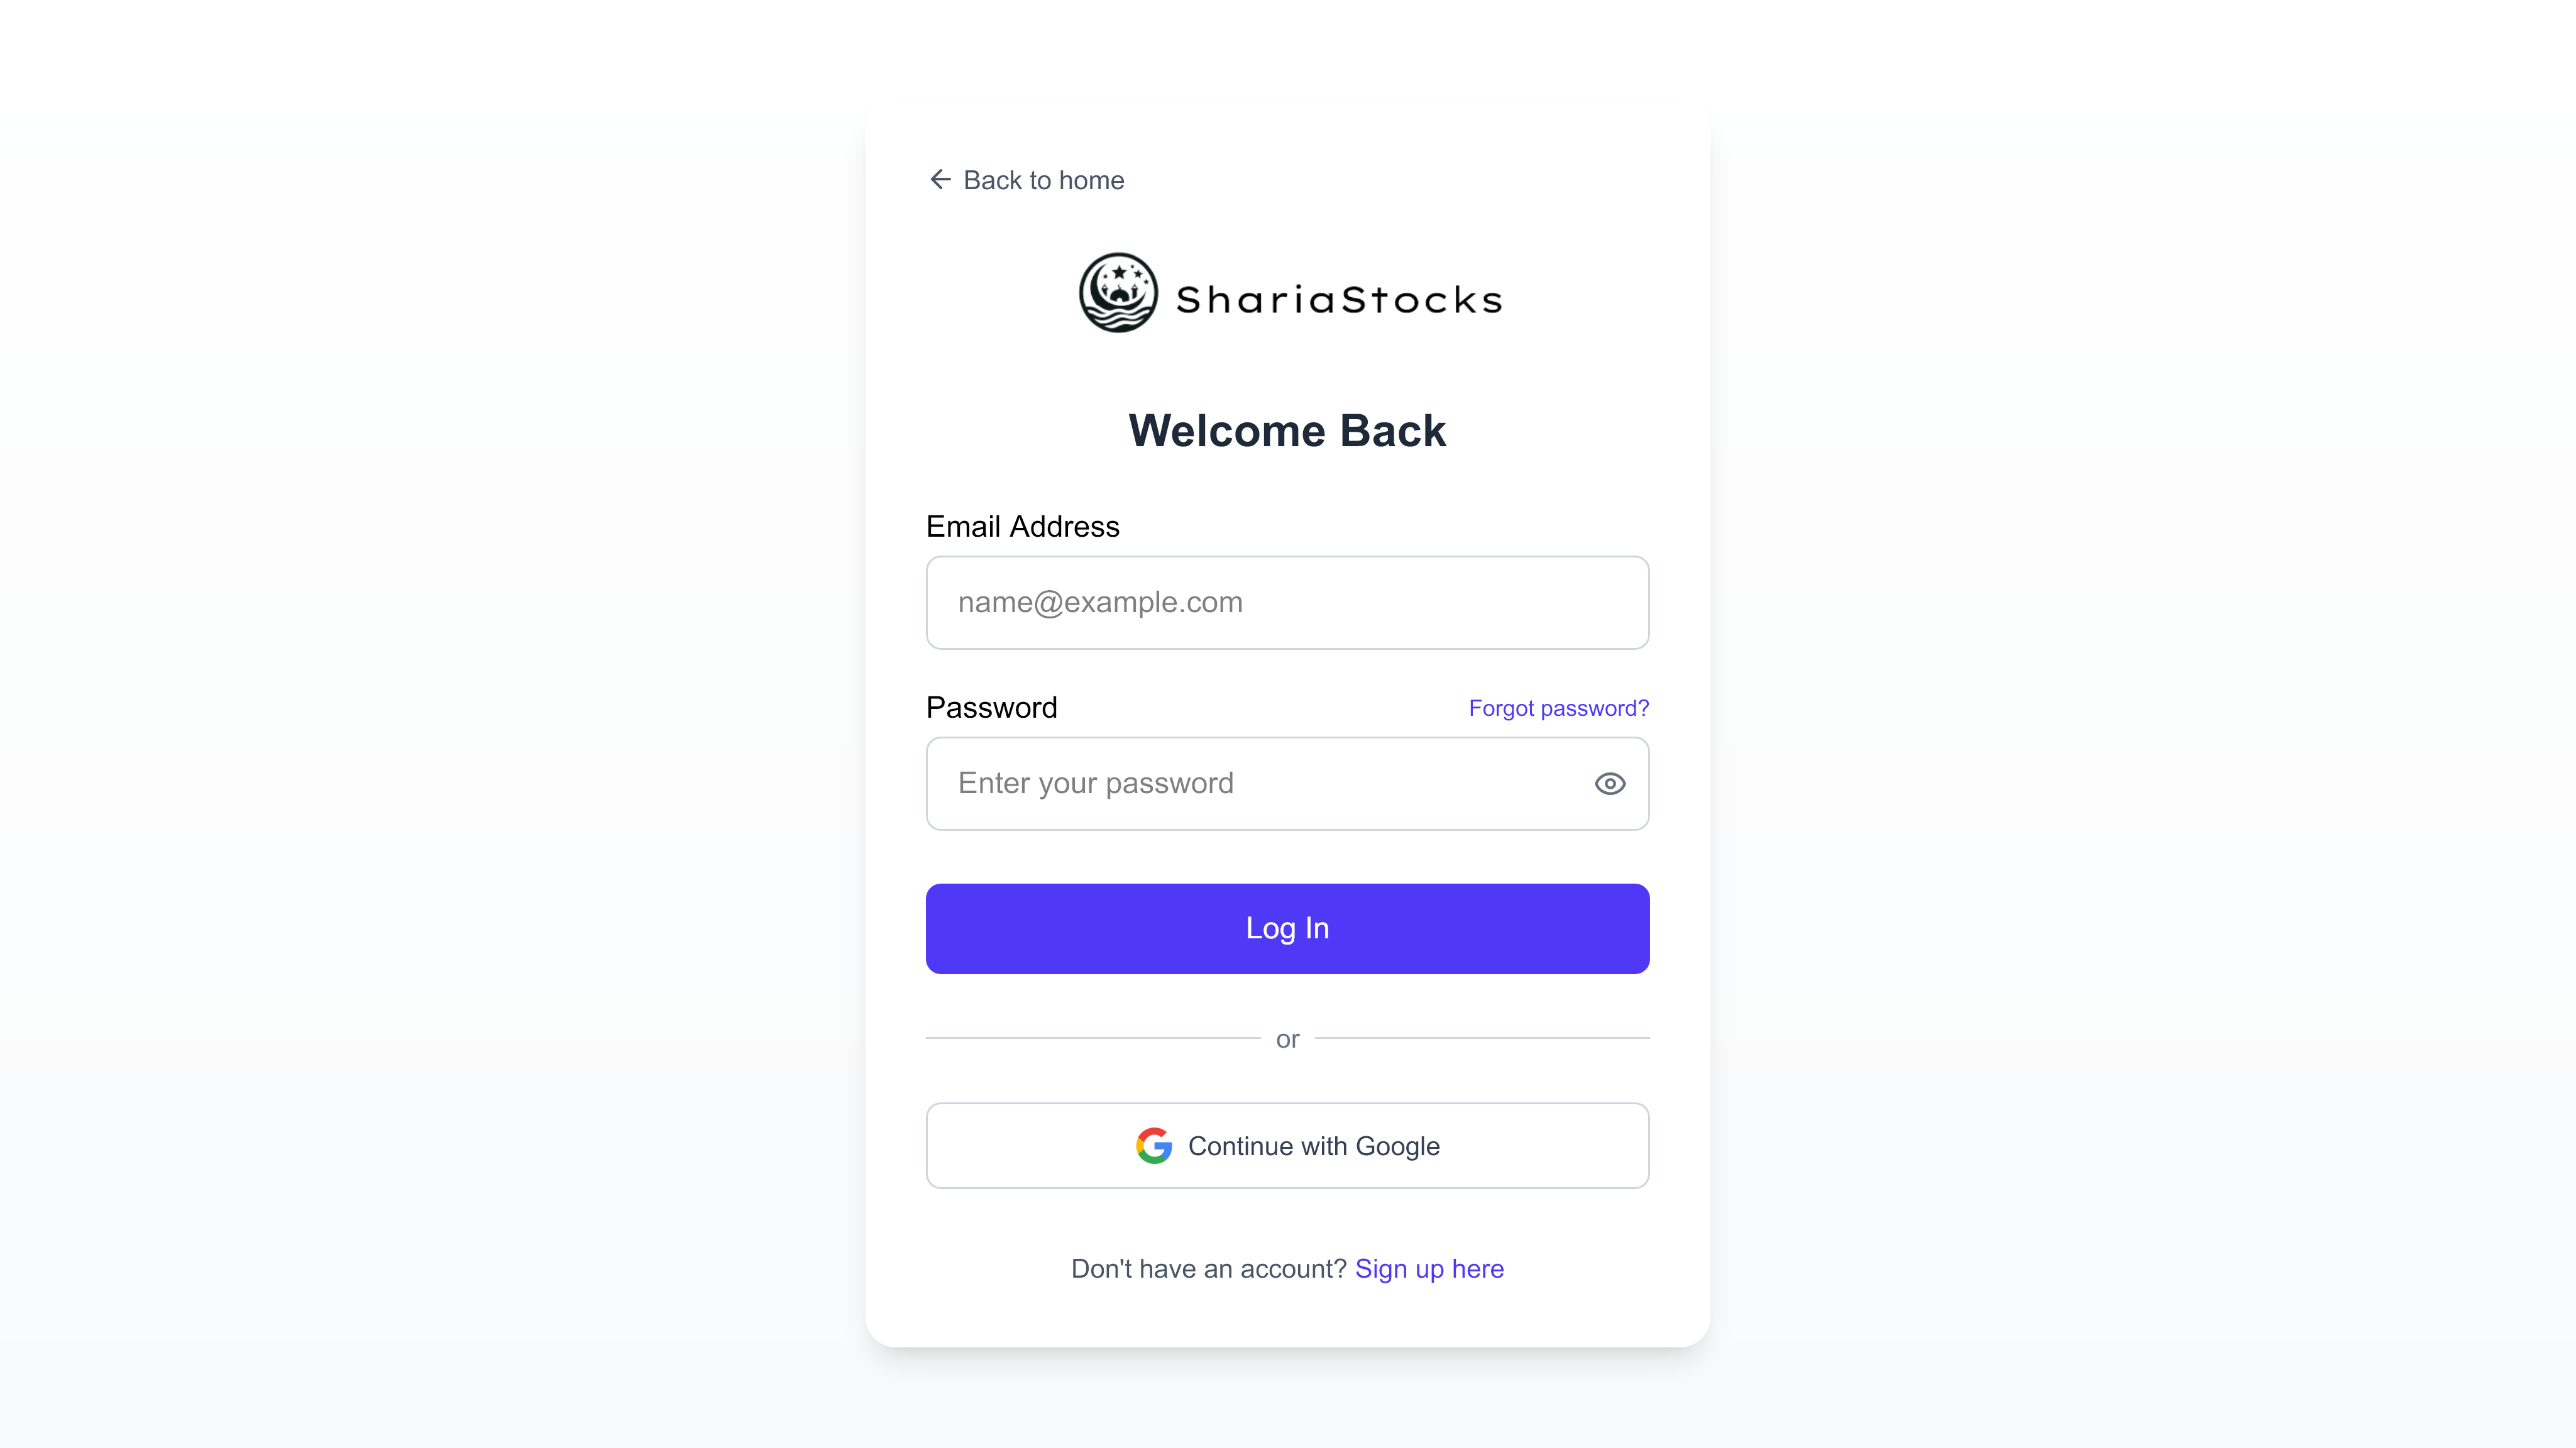 Back to home
ShariaStocks
Welcome Back
Email Address
name@example.com
Password
Forgot password?
Enter your password
Log In
or
Continue with Google
Don't have an account? Sign up here